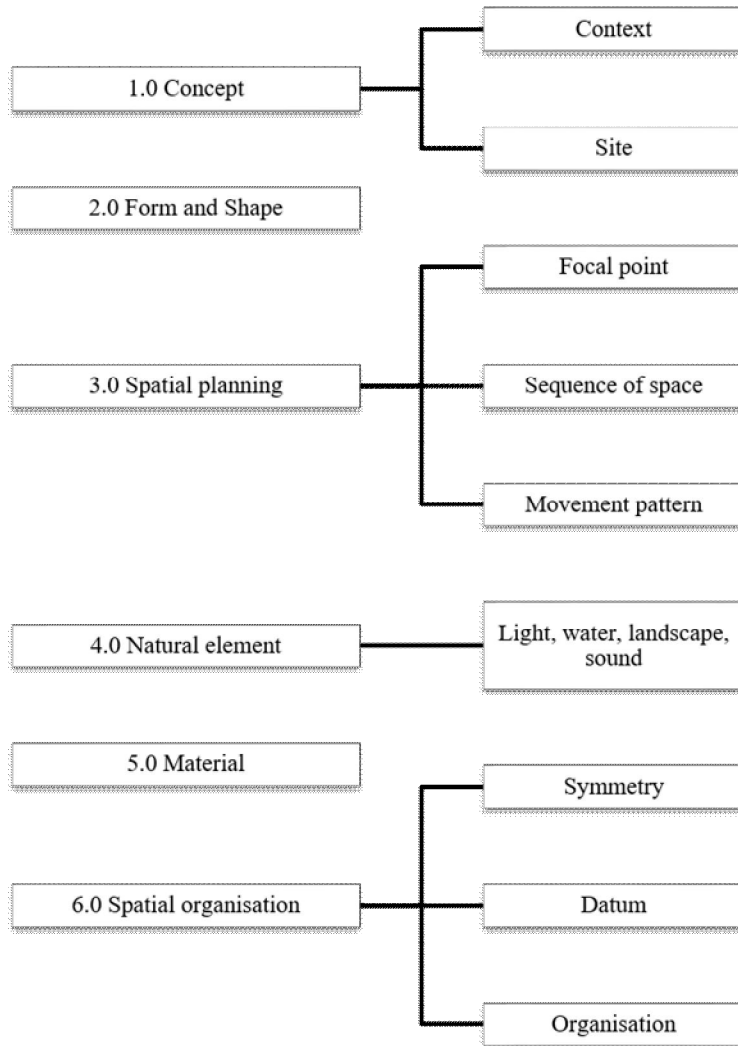 Context
1.0 Concept
Site
2.0 Form and Shape
Focal point
3.0 Spatial planning
Sequence of space
Movement pattern
4.0 Natural element
Light, water, landscape,
sound
5.0 Material
Symmetry
6.0 Spatial organisation
Datum
Organisation